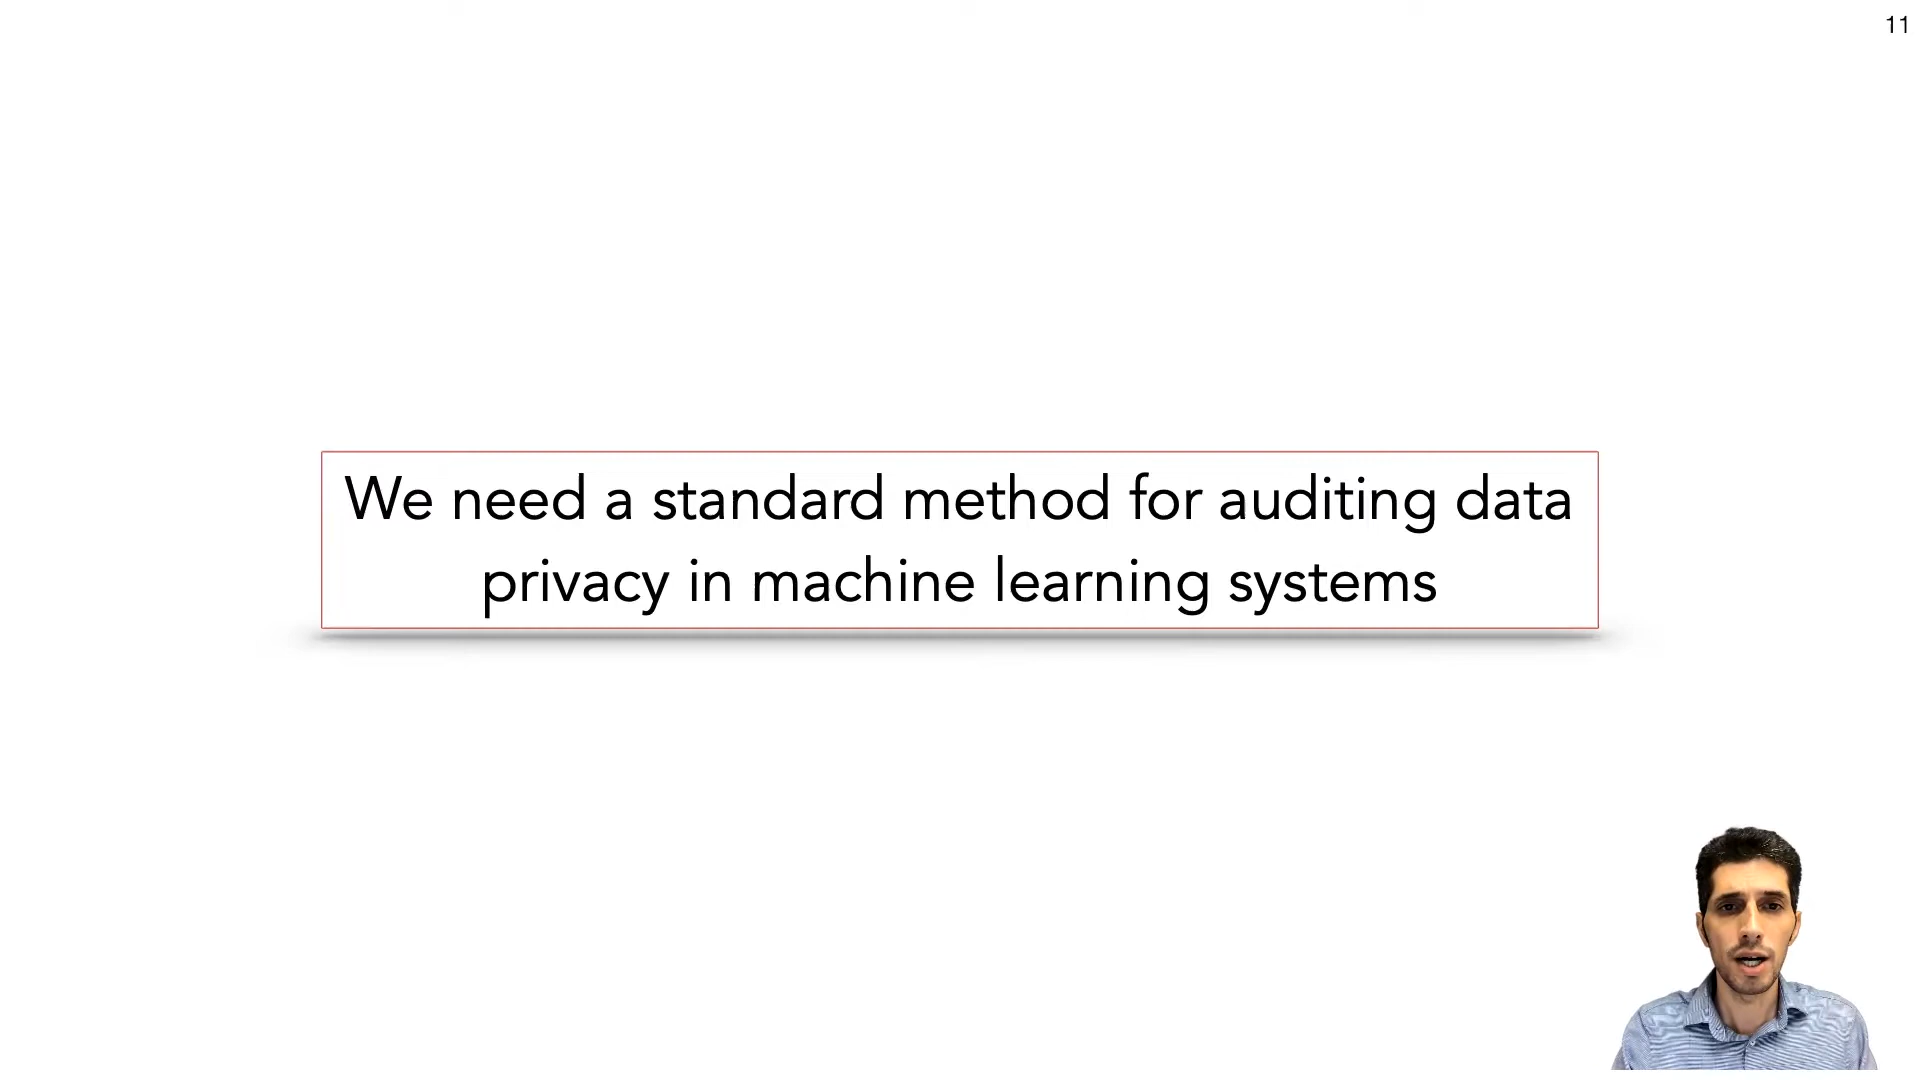 11
We need a standard method for auditing data
privacy in machine learning systems